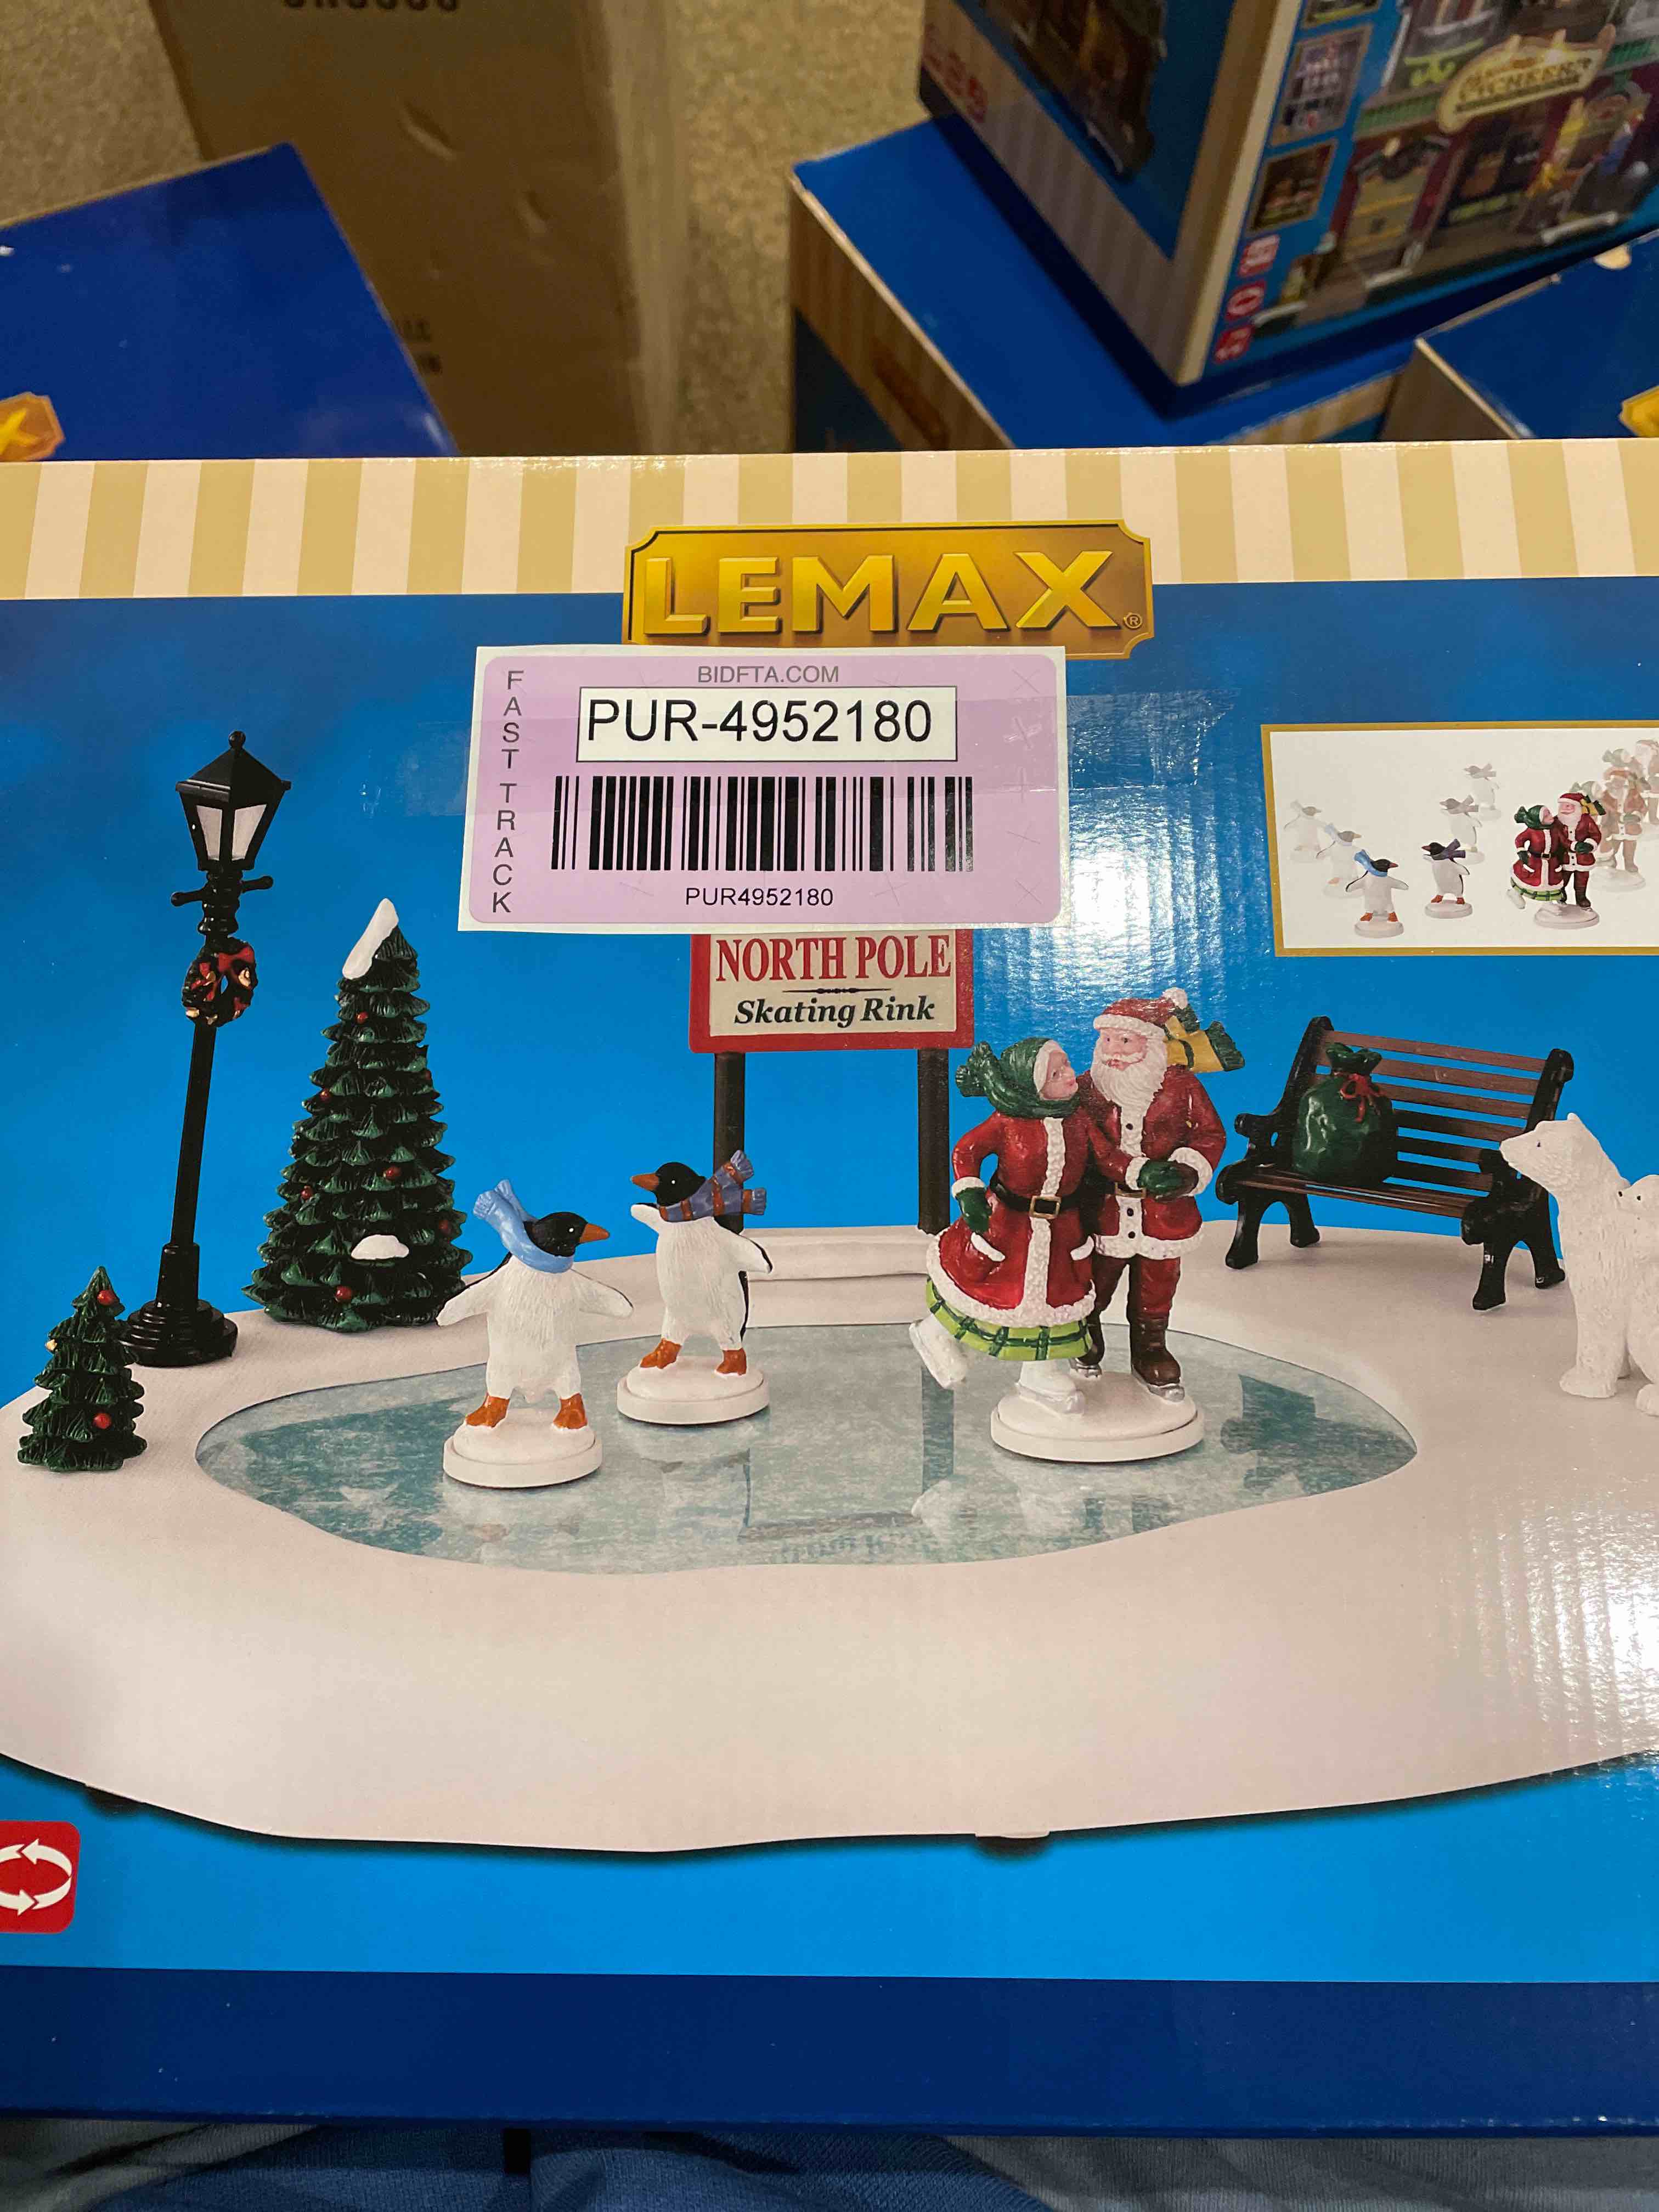 LEMAX®
BIDFTA.COM
FAST TRACK
PUR-4952180
PUR4952180
NORTH POLE
Skating Rink